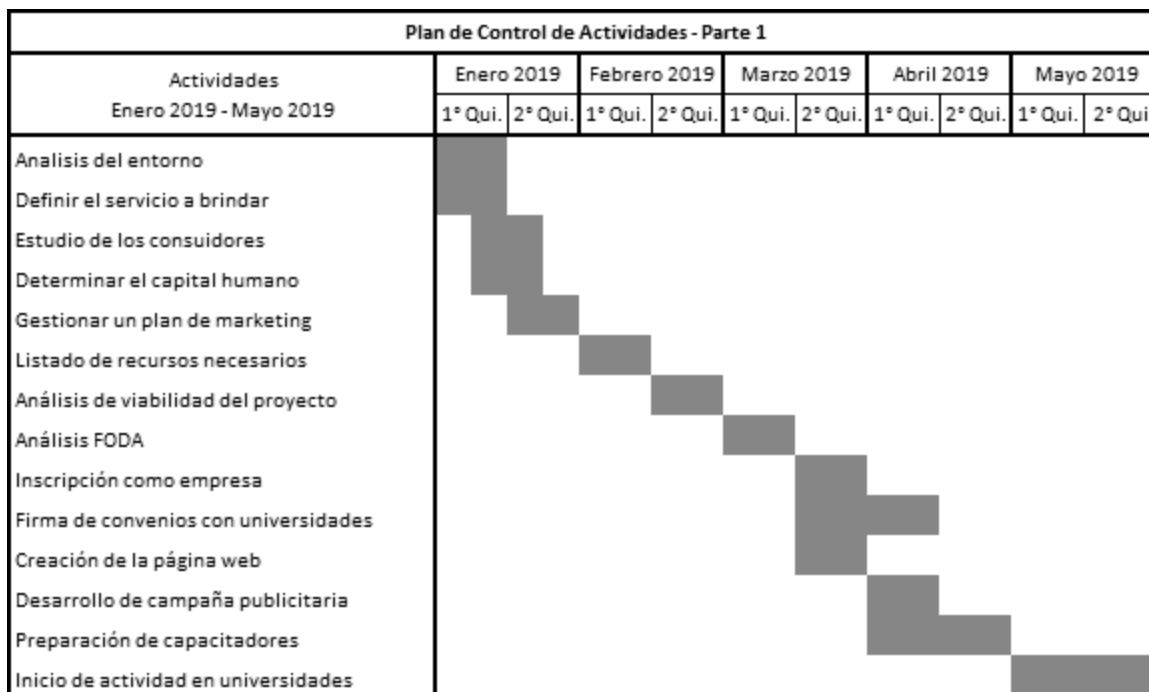 Plan de Control de Actividades - Parte 1
Actividades
Enero 2019 - Mayo 2019
Enero 2019 Febrero 2019 Marzo 2019 Abril 2019 Mayo 2019
1° Qui. 2° Qui. 1° Qui. 2° Qui. 1° Qui. 2° Qui. 1° Qui. 2° Qui. 1° Qui. 2° Qui
Analisis del entorno
Definir el servicio a brindar
Estudio de los consuidores
Determinar el capital humano
Gestionar un plan de marketing
Listado de recursos necesarios
Análisis de viabilidad del proyecto
Análisis FODA
Inscripción como empresa
Firma de convenios con universidades
Creación de la página web
Desarrollo de campaña publicitaria
Preparación de capacitadores
Inicio de actividad en universidades